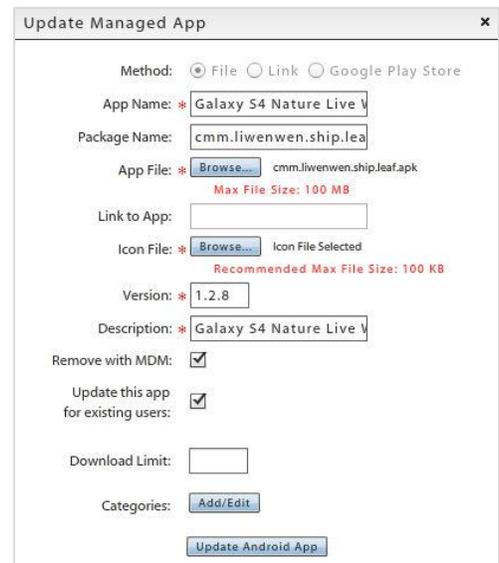 Update Managed App ×
Method: File Link Google Play Store
App Name: * Galaxy S4 Nature Live
Package Name: cmm.liwenwen.ship.lea
App File: * Browse... cmm.liwenwen.ship.leaf.apk
Max File Size: 100 MB
Link to App:
Icon File: * Browse... Icon File Selected
Recommended Max File Size: 100 KB
Version: * 1.2.8
Description: * Galaxy S4 Nature Live
Remove with MDM:
Update this app
for existing users:
Download Limit:
Categories: Add/Edit
Update Android App